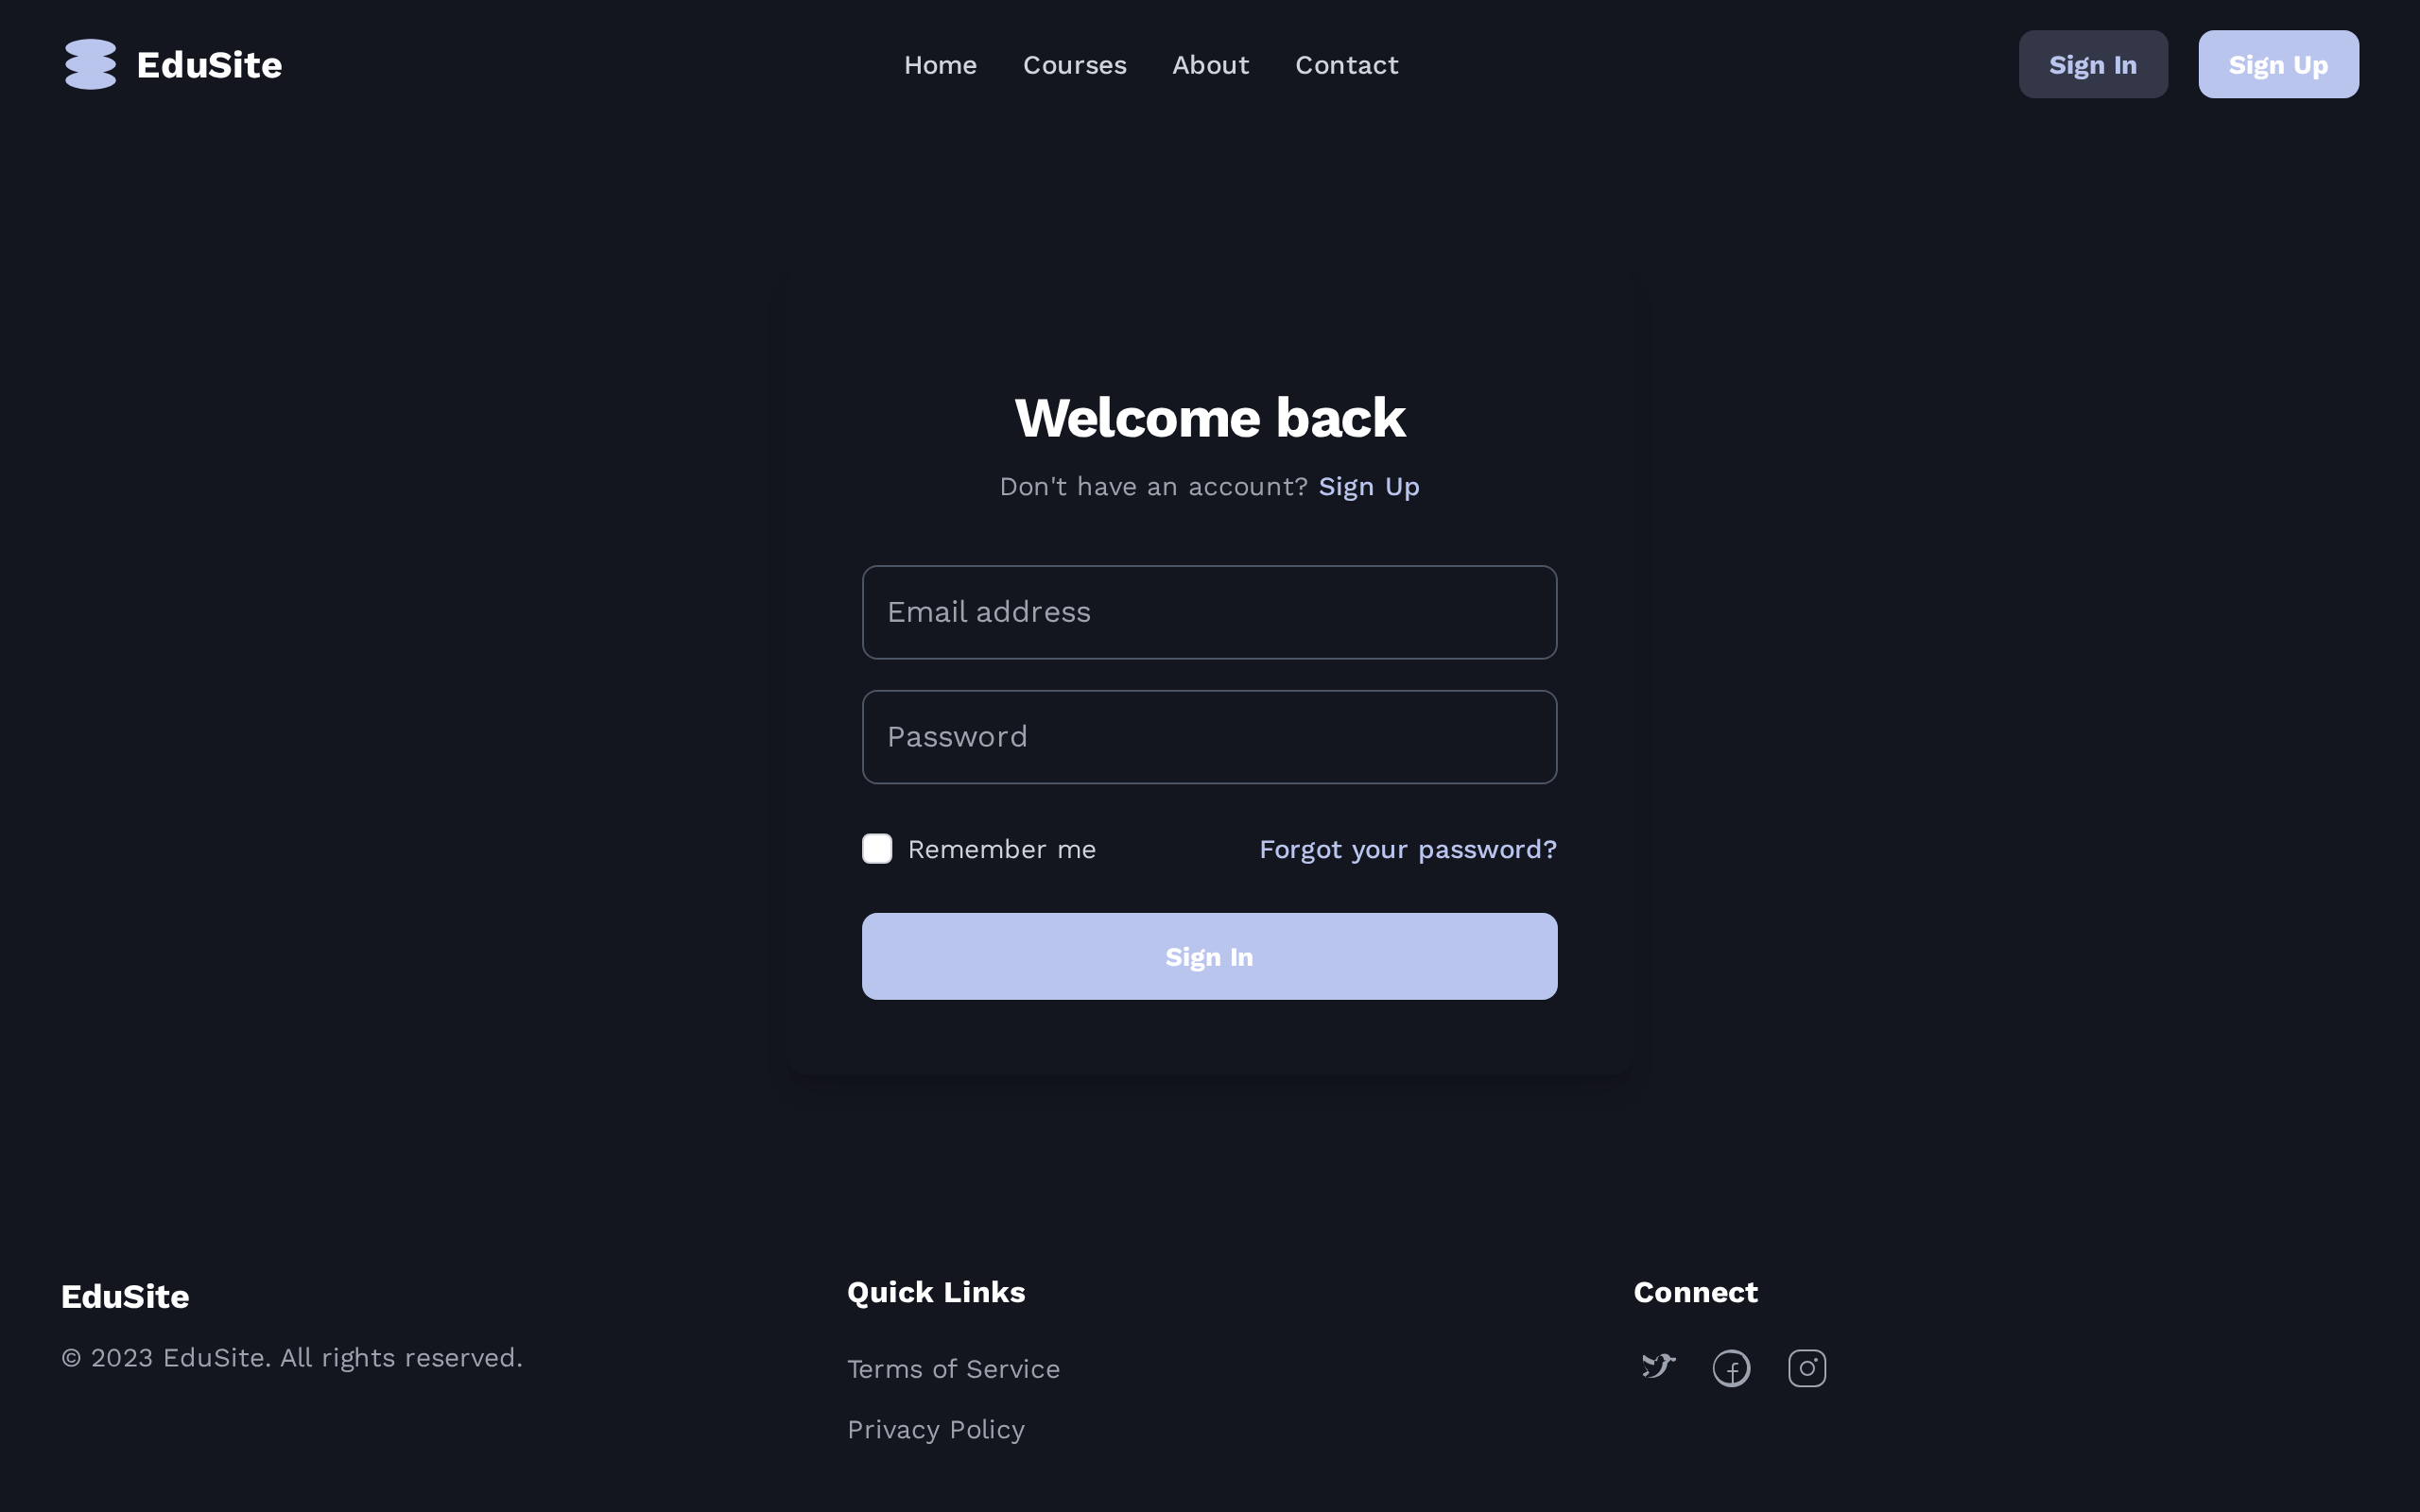 EduSite
Home Courses About Contact
Sign In Sign Up
Welcome back
Don't have an account? Sign Up
Email address
Password
Remember me Forgot your password?
Sign In
EduSite
© 2023 EduSite. All rights reserved.
Quick Links
Terms of Service
Privacy Policy
Connect